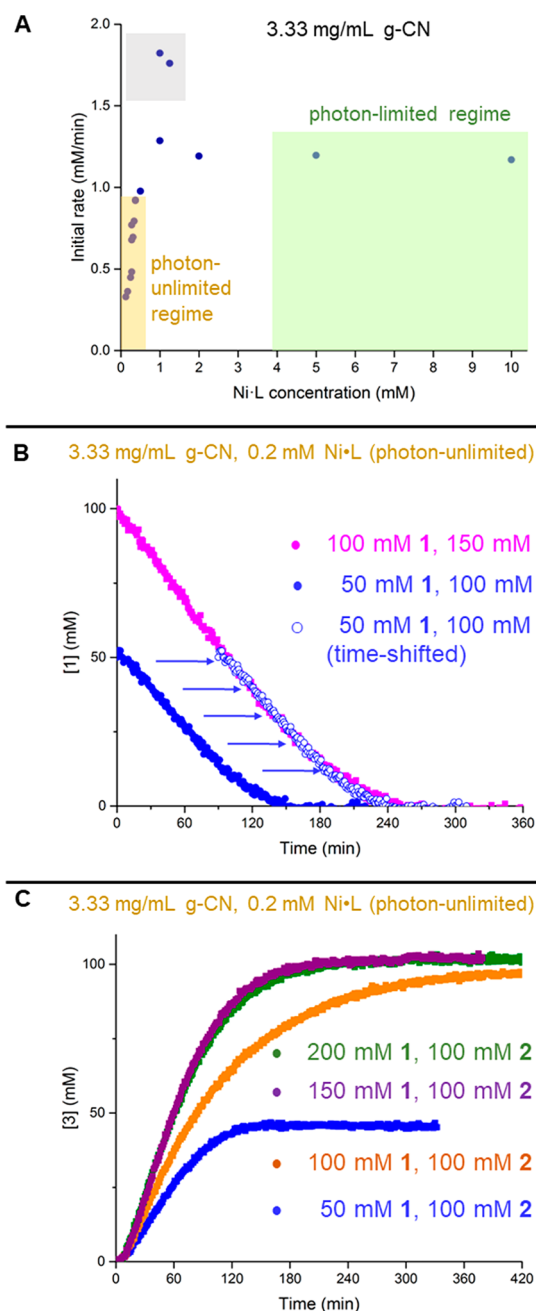 A
3.33 mg/mL g-CN
2.0
1.5
1.0
0.5
0.0
Initial rate (mM/min)
photon-limited regime
photon-
unlimited
regime
0 1 2 3 4 5 6 7 8 9 10
Ni·L concentration (mM)
B
3.33 mg/mL g-CN, 0.2 mM Ni•L (photon-unlimited)
100
50
0
[1] (mM)
100 mM 1, 150 mM
50 mM 1, 100 mM
50 mM 1, 100 mM
(time-shifted)
0 60 120 180 240 300 360
Time (min)
C
3.33 mg/mL g-CN, 0.2 mM Ni•L (photon-unlimited)
100
50
0
[3] (mM)
200 mM 1, 100 mM 2
150 mM 1, 100 mM 2
100 mM 1, 100 mM 2
50 mM 1, 100 mM 2
0 60 120 180 240 300 360 420
Time (min)